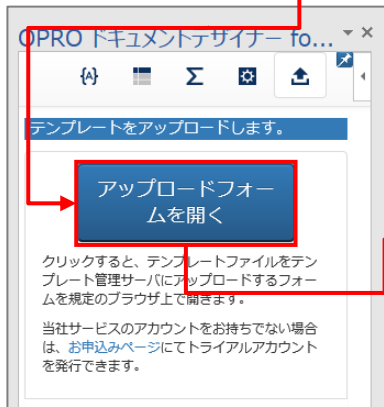 OPRO ドキュメントデザイナー fo...
{A} Σ
テンプレートをアップロードします。
アップロードフォー
ムを開く
クリックすると、テンプレートファイルをテン
プレート管理サーバにアップロードするフォー
ムを規定のブラウザ上で開きます。
当社サービスのアカウントをお持ちでない場合
は、お申込みページにてトライアルアカウント
を発行できます。